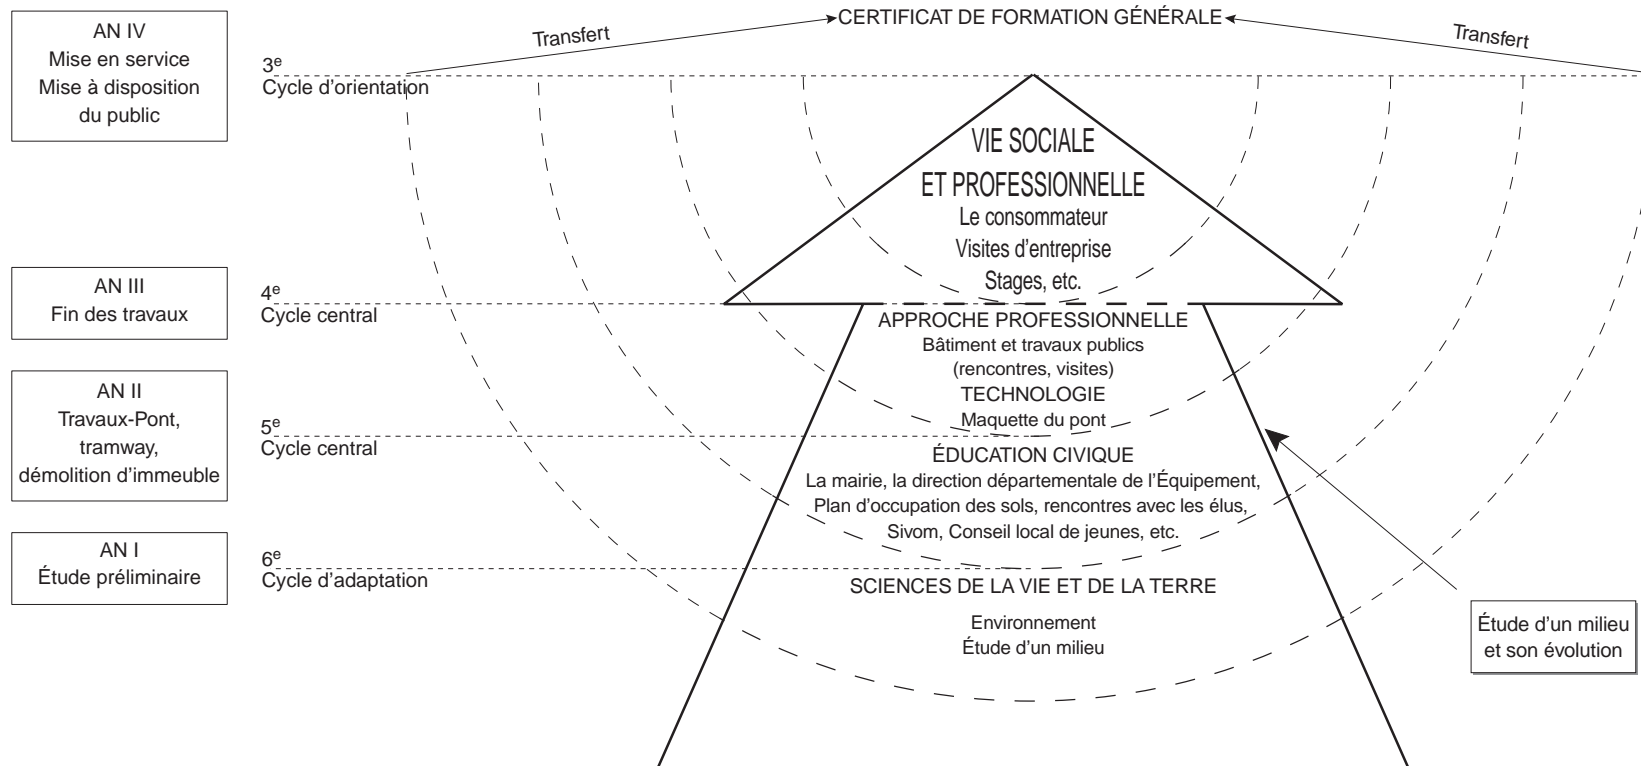 CERTIFICAT DE FORMATION GÉNÉRALE
Transfert
Transfert
AN IV
Mise en service
Mise à disposition
du public
3e
Cycle d’orientation
VIE SOCIALE
ET PROFESSIONNELLE
Le consommateur
Visites d’entreprise
Stages, etc.
AN III
Fin des travaux
4e
Cycle central
APPROCHE PROFESSIONNELLE
Bâtiment et travaux publics
(rencontres, visites)
TECHNOLOGIE
Maquette du pont
AN II
Travaux-Pont,
tramway,
démolition d’immeuble
5e
Cycle central
ÉDUCATION CIVIQUE
La mairie, la direction départementale de l’Équipement,
Plan d’occupation des sols, rencontres avec les élus,
Sivom, Conseil local de jeunes, etc.
AN I
Étude préliminaire
6e
Cycle d’adaptation
SCIENCES DE LA VIE ET DE LA TERRE
Environnement
Étude d’un milieu
Étude d’un milieu
et son évolution